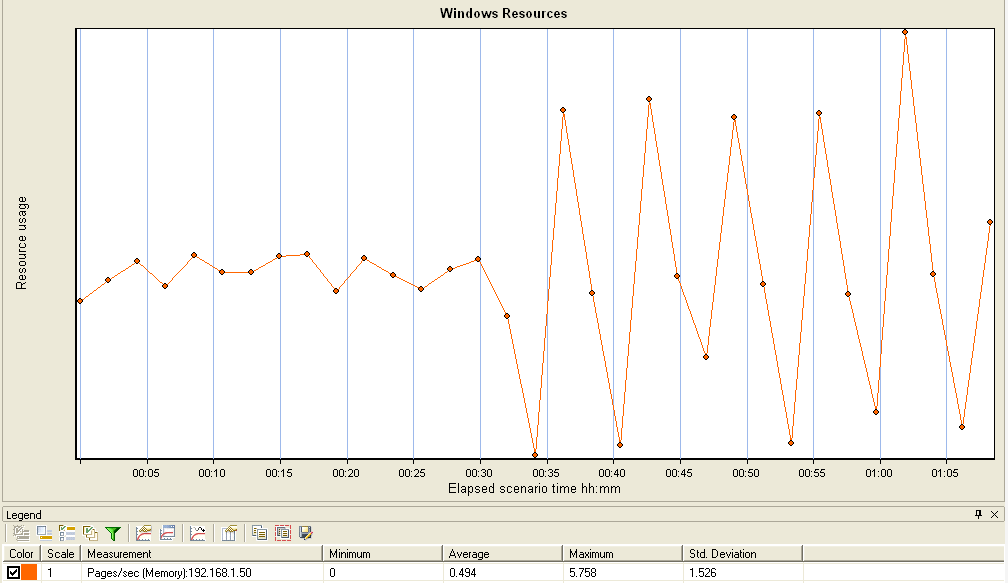 Windows Resources
Resource usage
00:05 00:10 00:15 00:20 00:25 00:30 00:35 00:40 00:45 00:50 00:55 01:00 01:05
Elapsed scenario time hh:mm
Legend
Color Scale Measurement Minimum Average Maximum Std. Deviation
1 Pages/sec (Memory):192.168.1.50 0 0.494 5.758 1.526